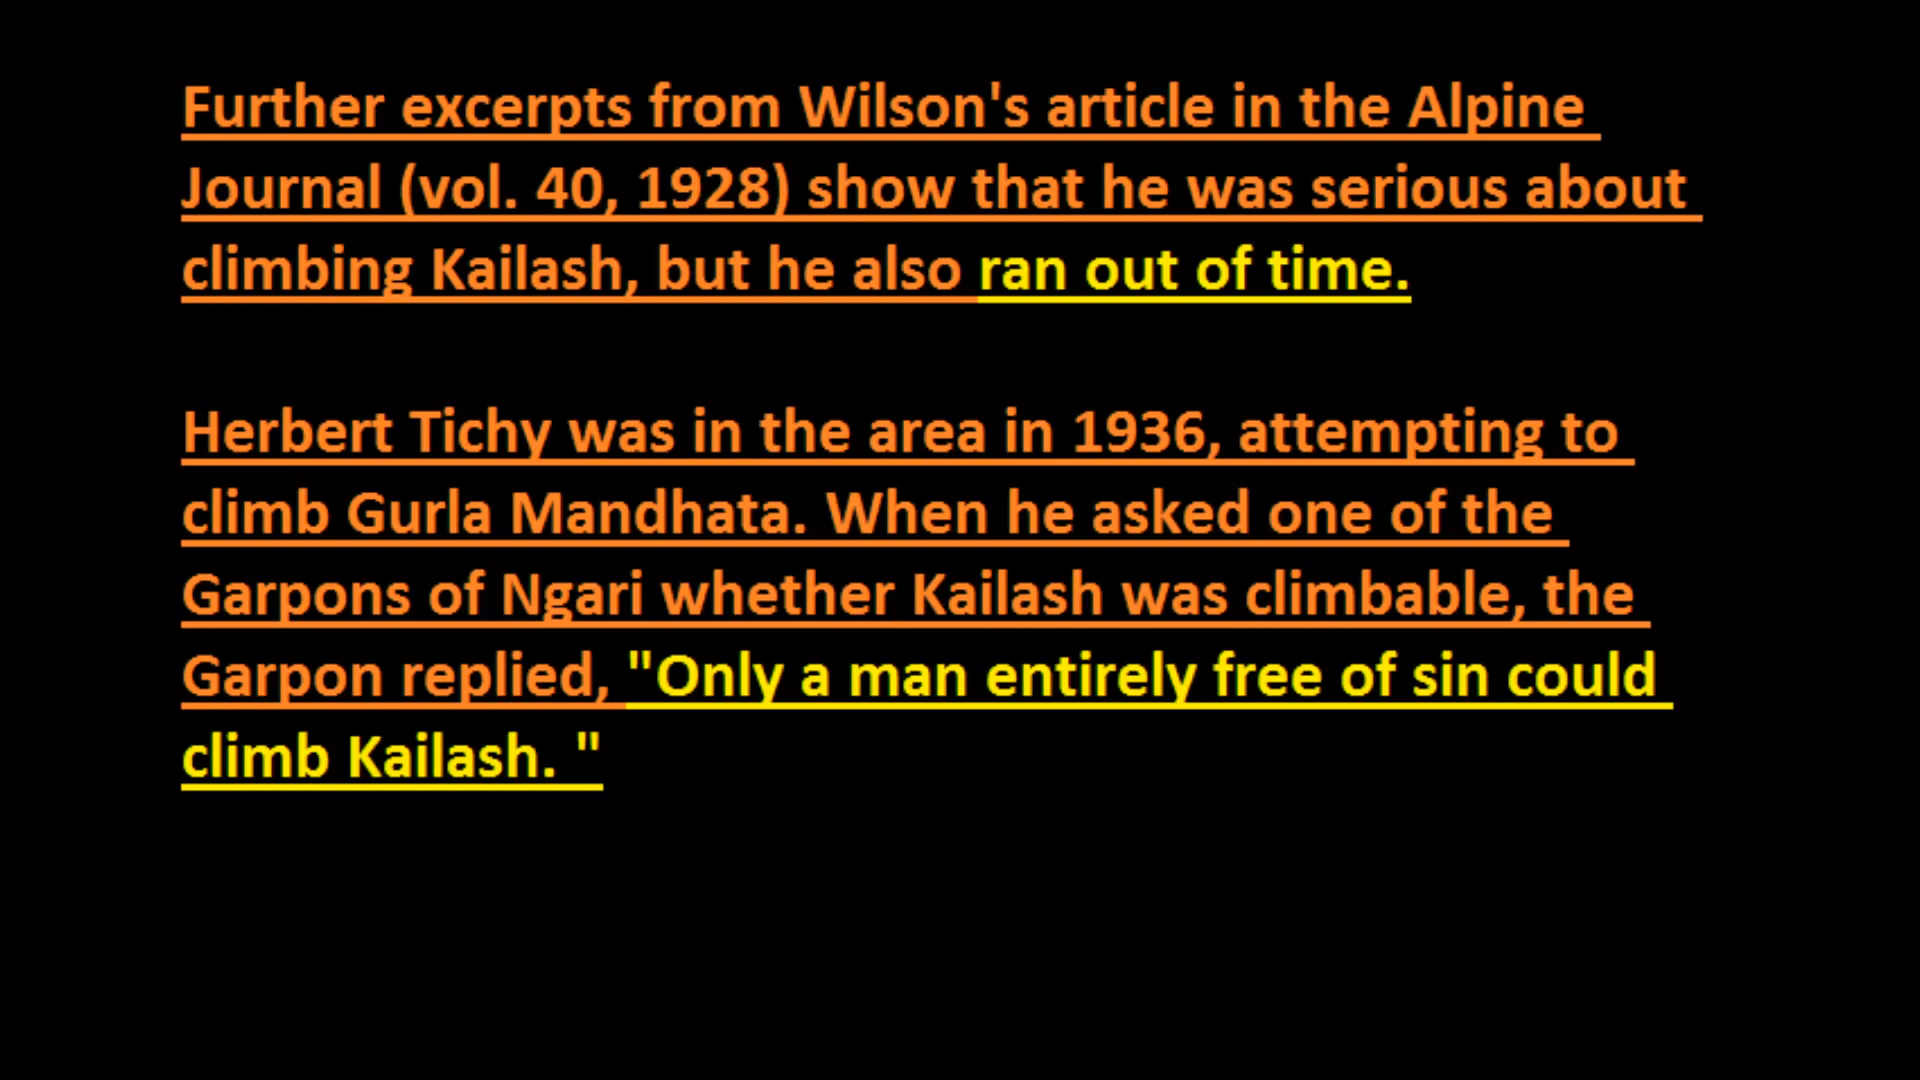 Further excerpts from Wilson's article in the Alpine
Journal (vol. 40, 1928) show that he was serious about
climbing Kailash, but he also ran out of time.
Herbert Tichy was in the area in 1936, attempting to
climb Gurla Mandhata. When he asked one of the
Garpons of Ngari whether Kailash was climbable, the
Garpon replied, "Only a man entirely free of sin could
climb Kailash. "